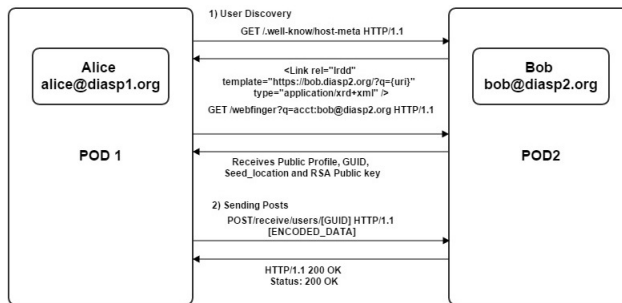 1) User Discovery
GET /.well-know/host-meta HTTP/1.1
Alice
alice@diasp1.org
<Link rel="lrdd"
template="https://bob.diasp2.org/?q={uri}"
type="application/xrd+xml" />
GET /webfinger?q=acct:bob@diasp2.org HTTP/1.1
Bob
bob@diasp2.org
POD 1
Receives Public Profile, GUID,
Seed_location and RSA Public key
POD2
2) Sending Posts
POST/receive/users/[GUID] HTTP/1.1
[ENCODED_DATA]
HTTP/1.1 200 OK
Status: 200 OK